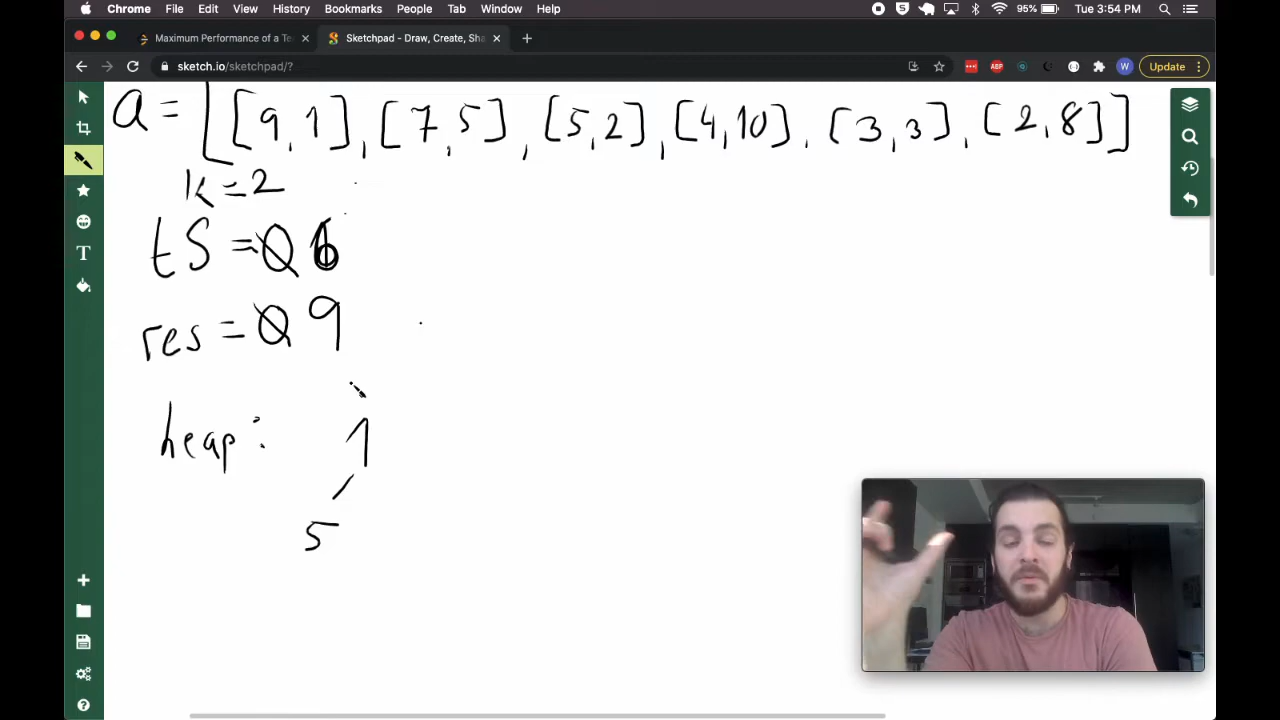 Chrome File Edit View History Bookmarks People Tab Window Help 95% Tue 3:54 PM
Maximum Performance of a Te Sketchpad - Draw, Create, Sha
sketch.io/sketchpad/? ABP W Update
a = [[9,1], [7,5], [5,2], [4,10], [3,3], [2,8]]
k=2
tS = 0 6
res = 0 9
heap: 1
5